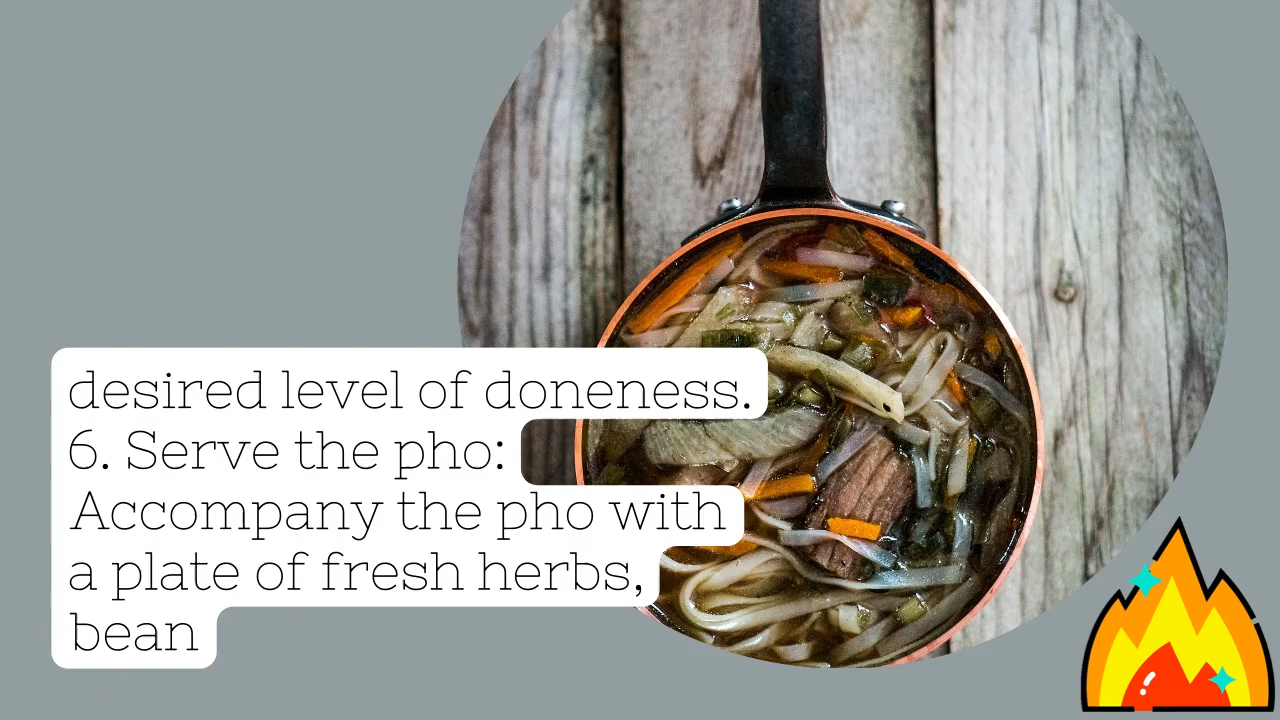 desired level of doneness.
6. Serve the pho:
Accompany the pho with
a plate of fresh herbs,
bean